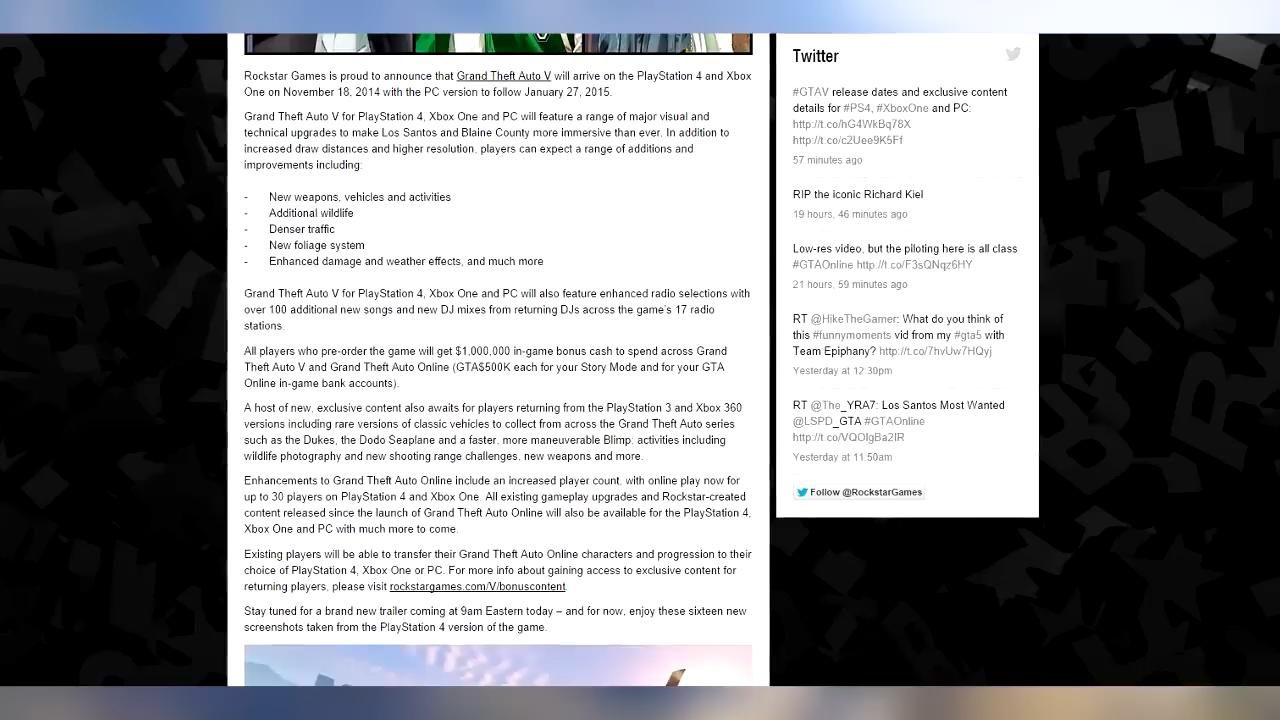 Rockstar Games is proud to announce that Grand Theft Auto V will arrive on the PlayStation 4 and Xbox
One on November 18, 2014 with the PC version to follow January 27, 2015.
Grand Theft Auto V for PlayStation 4, Xbox One and PC will feature a range of major visual and
technical upgrades to make Los Santos and Blaine County more immersive than ever. In addition to
increased draw distances and higher resolution, players can expect a range of additions and
improvements including:
- New weapons, vehicles and activities
- Additional wildlife
- Denser traffic
- New foliage system
- Enhanced damage and weather effects, and much more
Grand Theft Auto V for PlayStation 4, Xbox One and PC will also feature enhanced radio selections with
over 100 additional new songs and new DJ mixes from returning DJs across the game's 17 radio
stations.
All players who pre-order the game will get $1,000,000 in-game bonus cash to spend across Grand
Theft Auto V and Grand Theft Auto Online (GTA$500K each for your Story Mode and for your GTA
Online in-game bank accounts).
A host of new, exclusive content also awaits for players returning from the PlayStation 3 and Xbox 360
versions including rare versions of classic vehicles to collect from across the Grand Theft Auto series
such as the Dukes, the Dodo Seaplane and a faster, more maneuverable Blimp; activities including
wildlife photography and new shooting range challenges, new weapons and more.
Enhancements to Grand Theft Auto Online include an increased player count, with online play now for
up to 30 players on PlayStation 4 and Xbox One. All existing gameplay upgrades and Rockstar-created
content released since the launch of Grand Theft Auto Online will also be available for the PlayStation 4,
Xbox One and PC with much more to come.
Existing players will be able to transfer their Grand Theft Auto Online characters and progression to their
choice of PlayStation 4, Xbox One or PC. For more info about gaining access to exclusive content for
returning players, please visit rockstargames.com/V/bonuscontent.
Stay tuned for a brand new trailer coming at 9am Eastern today – and for now, enjoy these sixteen new
screenshots taken from the PlayStation 4 version of the game.
Twitter
#GTAV release dates and exclusive content
details for #PS4, #XboxOne and PC:
http://t.co/hG4WkBq78X
http://t.co/c2Uee9K5Ff
57 minutes ago
RIP the iconic Richard Kiel
19 hours, 46 minutes ago
Low-res video, but the piloting here is all class
#GTAOnline http://t.co/F3sQNqz6HY
21 hours, 59 minutes ago
RT @HikeTheGamer: What do you think of
this #funnymoments vid from my #gta5 with
Team Epiphany? http://t.co/7hvUw7HQyj
Yesterday at 12:30pm
RT @The_YRA7: Los Santos Most Wanted
@LSPD_GTA #GTAOnline
http://t.co/VQOIgBa2IR
Yesterday at 11:50am
Follow @RockstarGames